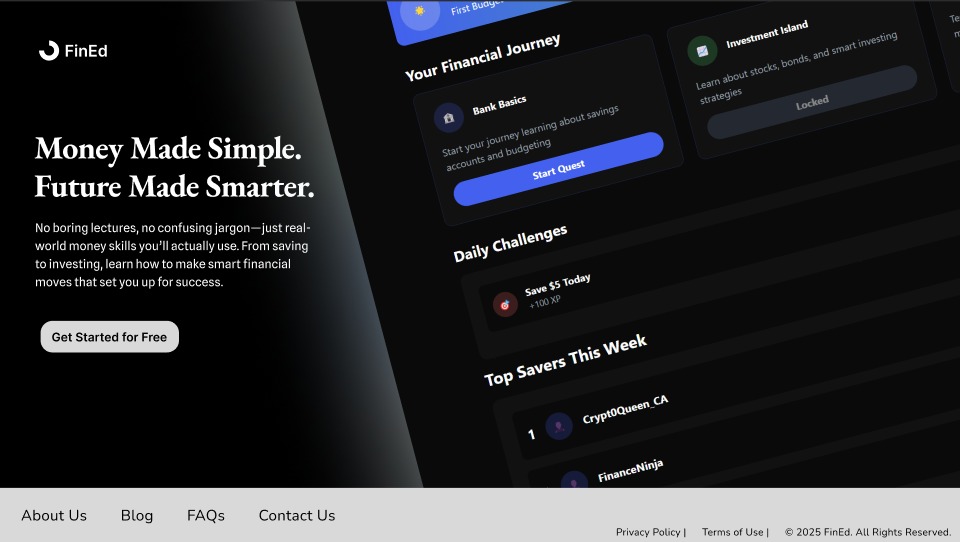 FinEd
Money Made Simple.
Future Made Smarter.
No boring lectures, no confusing jargon—just real-
world money skills you'll actually use. From saving
to investing, learn how to make smart financial
moves that set you up for success.
Get Started for Free
First Budget
Your Financial Journey
Bank Basics
Start your journey learning about savings
accounts and budgeting
Start Quest
Investment Island
Learn about stocks, bonds, and smart investing
strategies
Locked
Daily Challenges
Save $5 Today
+100 XP
Top Savers This Week
1
Crypt0Queen_CA
FinanceNinja
About Us
Blog
FAQs
Contact Us
Privacy Policy |
Terms of Use |
© 2025 FinEd. All Rights Reserved.